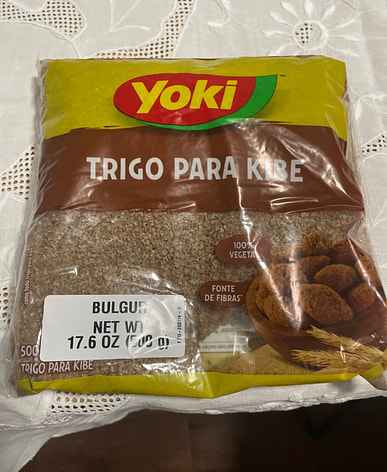 Yoki
TRIGO PARA KIBE
100%
VEGETAL
FONTE
DE FIBRAS*
BULGUR
NET WT
17.6 OZ (500 g)
500
TRIGO PARA KIBE